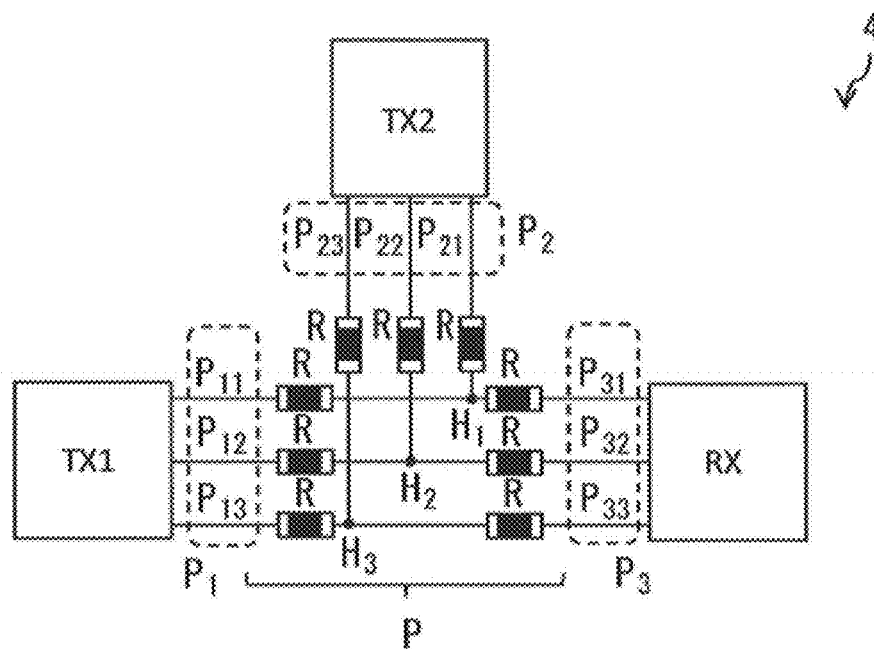 4
TX2
P23 P22 P21 P2
R R R
P11 R R P31
H1
TX1 P12 R R P32 RX
H2
P13 R R P33
H3
P1 P3
P